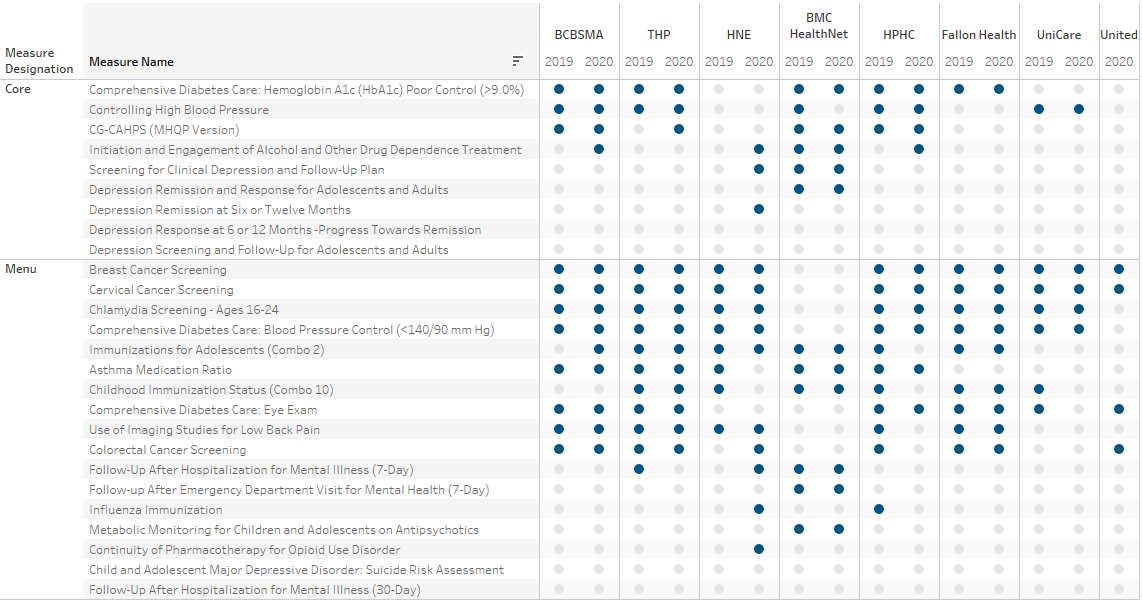 BCBSMA THP HNE BMC HealthNet HPHC Fallon Health UniCare United
Measure Designation Measure Name 2019 2020 2019 2020 2019 2020 2019 2020 2019 2020 2019 2020 2019 2020 2020
Core Comprehensive Diabetes Care: Hemoglobin A1c (HbA1c) Poor Control (>9.0%)
Controlling High Blood Pressure
CG-CAHPS (MHQP Version)
Initiation and Engagement of Alcohol and Other Drug Dependence Treatment
Screening for Clinical Depression and Follow-Up Plan
Depression Remission and Response for Adolescents and Adults
Depression Remission at Six or Twelve Months
Depression Response at 6 or 12 Months -Progress Towards Remission
Depression Screening and Follow-Up for Adolescents and Adults
Menu Breast Cancer Screening
Cervical Cancer Screening
Chlamydia Screening - Ages 16-24
Comprehensive Diabetes Care: Blood Pressure Control (<140/90 mm Hg)
Immunizations for Adolescents (Combo 2)
Asthma Medication Ratio
Childhood Immunization Status (Combo 10)
Comprehensive Diabetes Care: Eye Exam
Use of Imaging Studies for Low Back Pain
Colorectal Cancer Screening
Follow-Up After Hospitalization for Mental Illness (7-Day)
Follow-up After Emergency Department Visit for Mental Health (7-Day)
Influenza Immunization
Metabolic Monitoring for Children and Adolescents on Antipsychotics
Continuity of Pharmacotherapy for Opioid Use Disorder
Child and Adolescent Major Depressive Disorder: Suicide Risk Assessment
Follow-Up After Hospitalization for Mental Illness (30-Day)